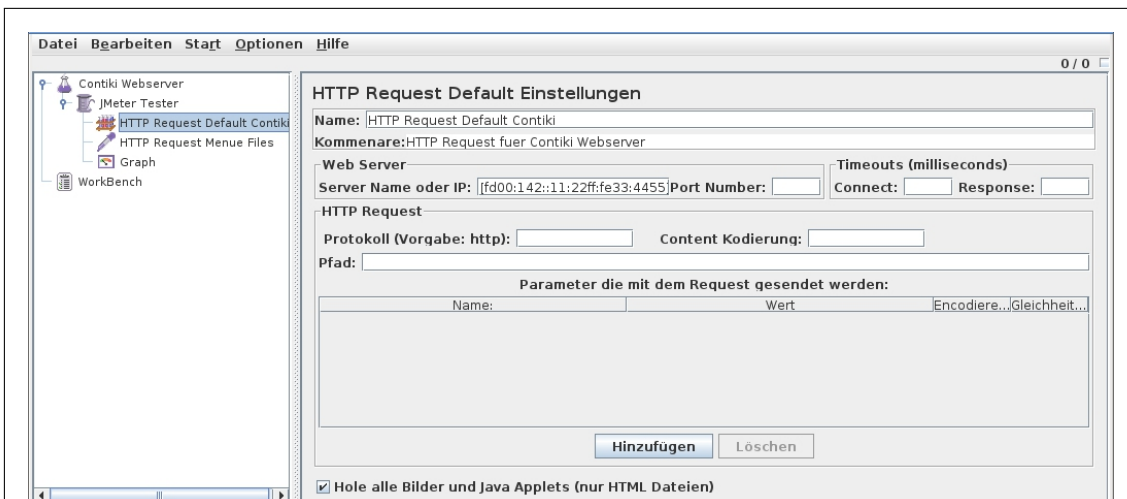 Datei Bearbeiten Start Optionen Hilfe
0 / 0
Contiki Webserver
JMeter Tester
HTTP Request Default Contiki
HTTP Request Menue Files
Graph
WorkBench
HTTP Request Default Einstellungen
Name: HTTP Request Default Contiki
Kommenare: HTTP Request fuer Contiki Webserver
Web Server
Server Name oder IP: [fd00:142::11:22ff:fe33:4455] Port Number:
Timeouts (milliseconds)
Connect: Response:
HTTP Request
Protokoll (Vorgabe: http): Content Kodierung:
Pfad:
Parameter die mit dem Request gesendet werden:
Name: Wert Encodiere... Gleichheit...
Hinzufügen Löschen
Hole alle Bilder und Java Applets (nur HTML Dateien)